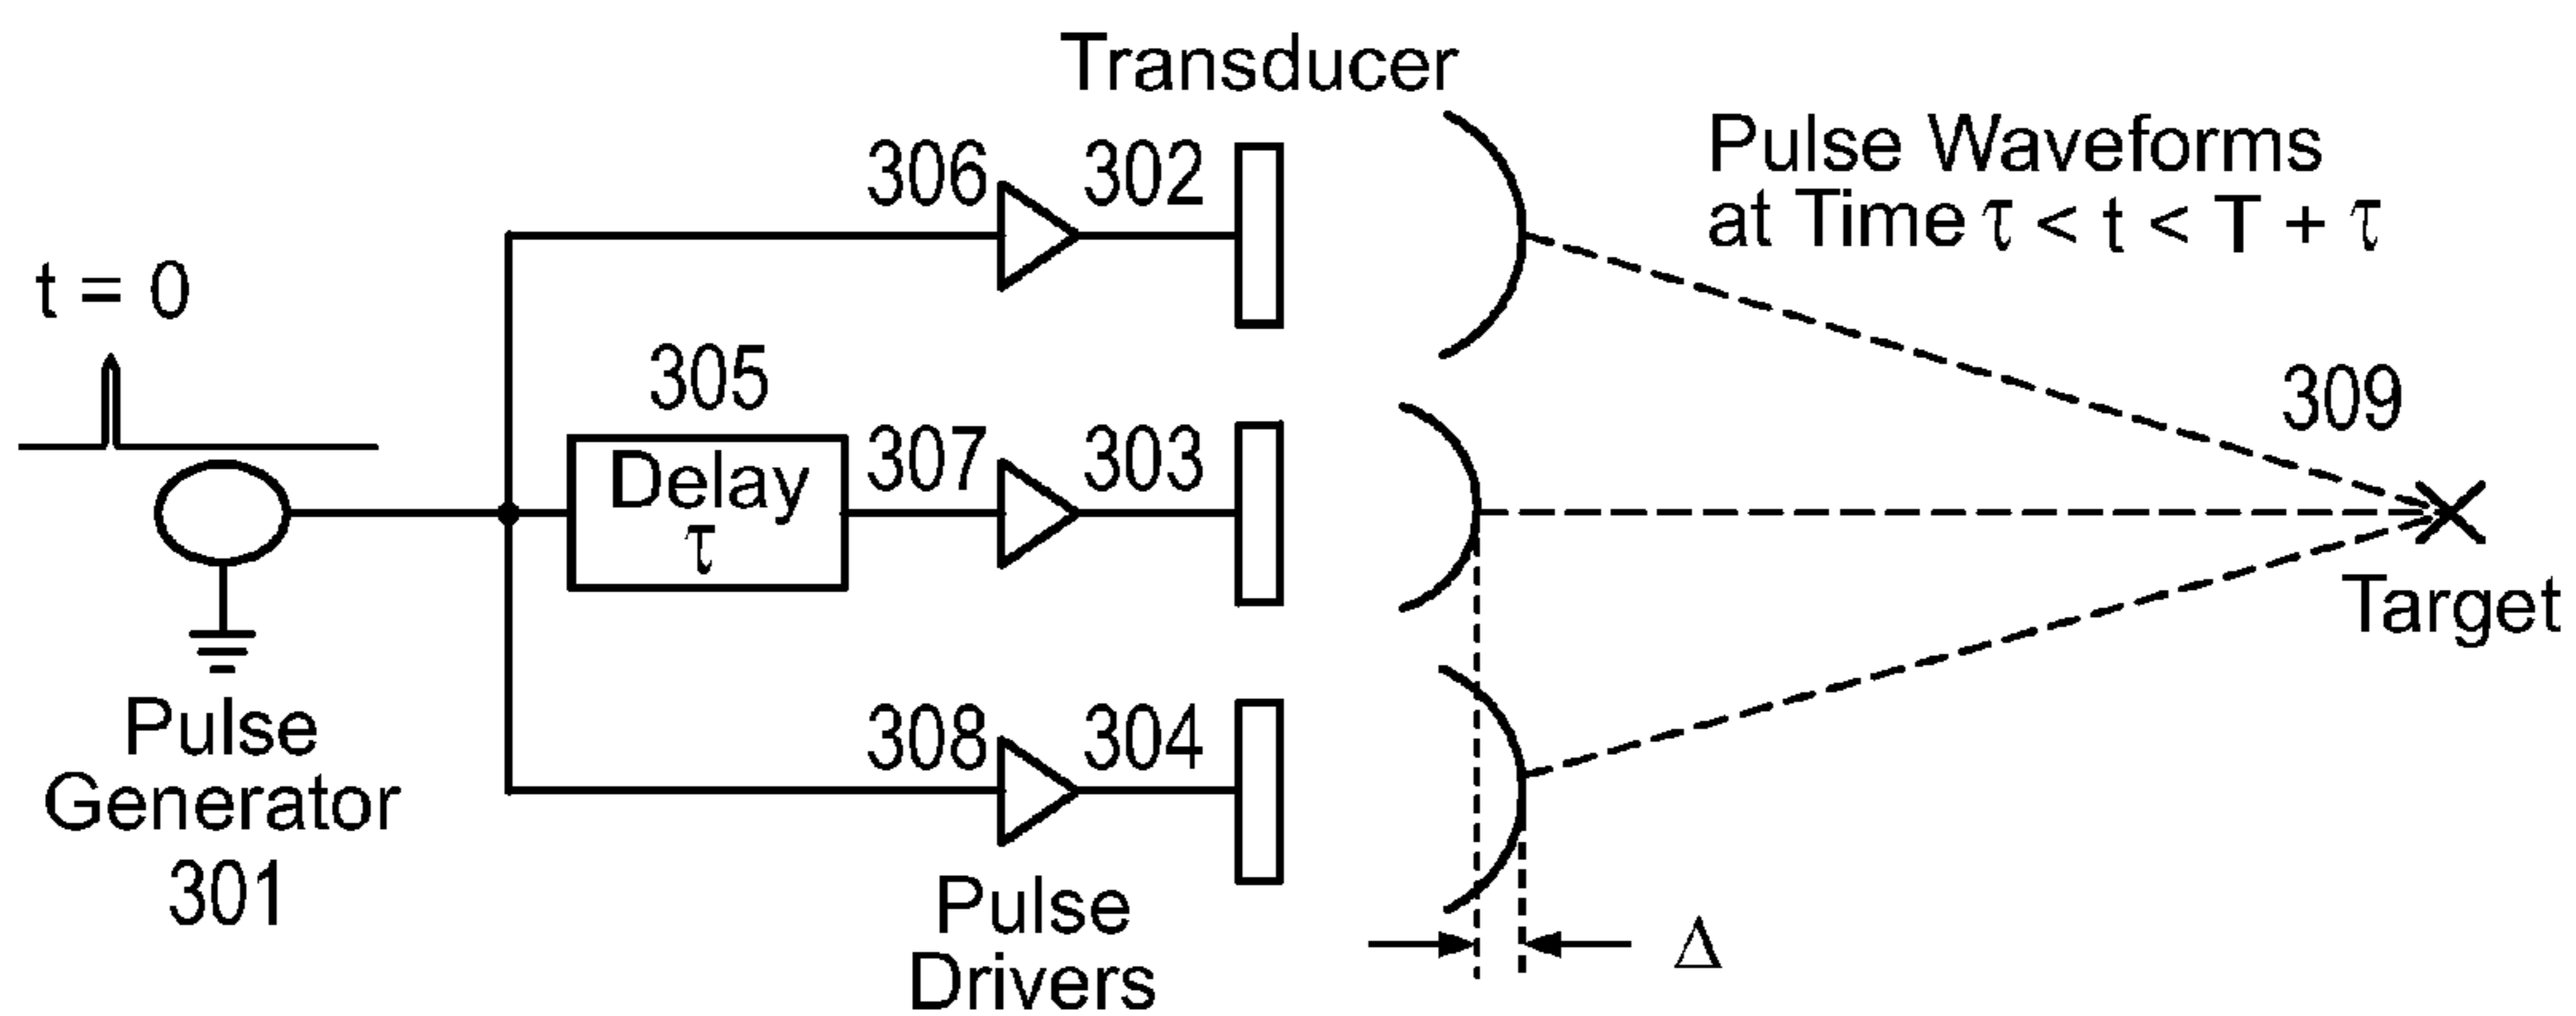 Transducer
Pulse Waveforms
at Time τ < t < T + τ
306
302
t = 0
305
309
Delay
τ
307
303
Target
Pulse
Generator
301
308
304
Pulse
Drivers
Δ